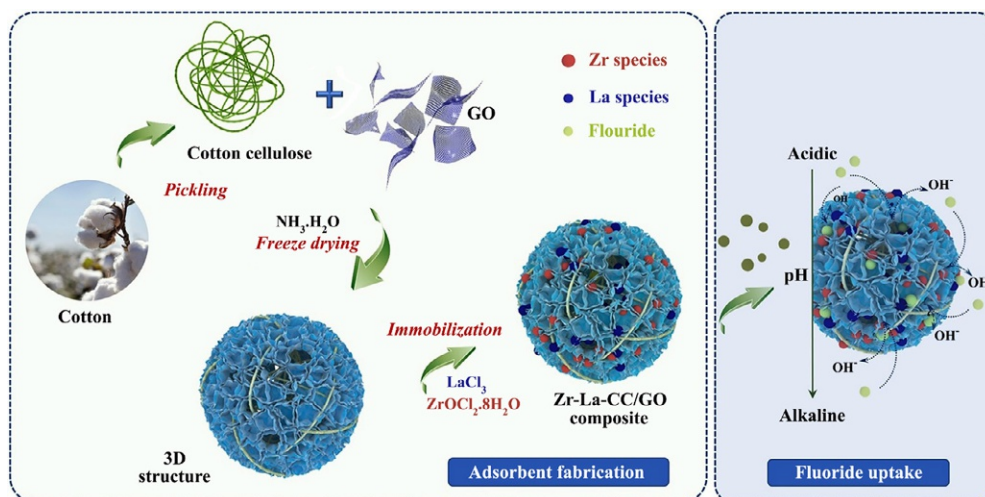 Cotton cellulose
GO
Zr species
La species
Flouride
Pickling
NH₃.H₂O
Freeze drying
Cotton
3D
structure
Immobilization
LaCl₃
ZrOCl₂.8H₂O
Zr-La-CC/GO
composite
Adsorbent fabrication
Acidic
pH
Alkaline
OH⁻
OH
OH
OH⁻
OH⁻
Fluoride uptake